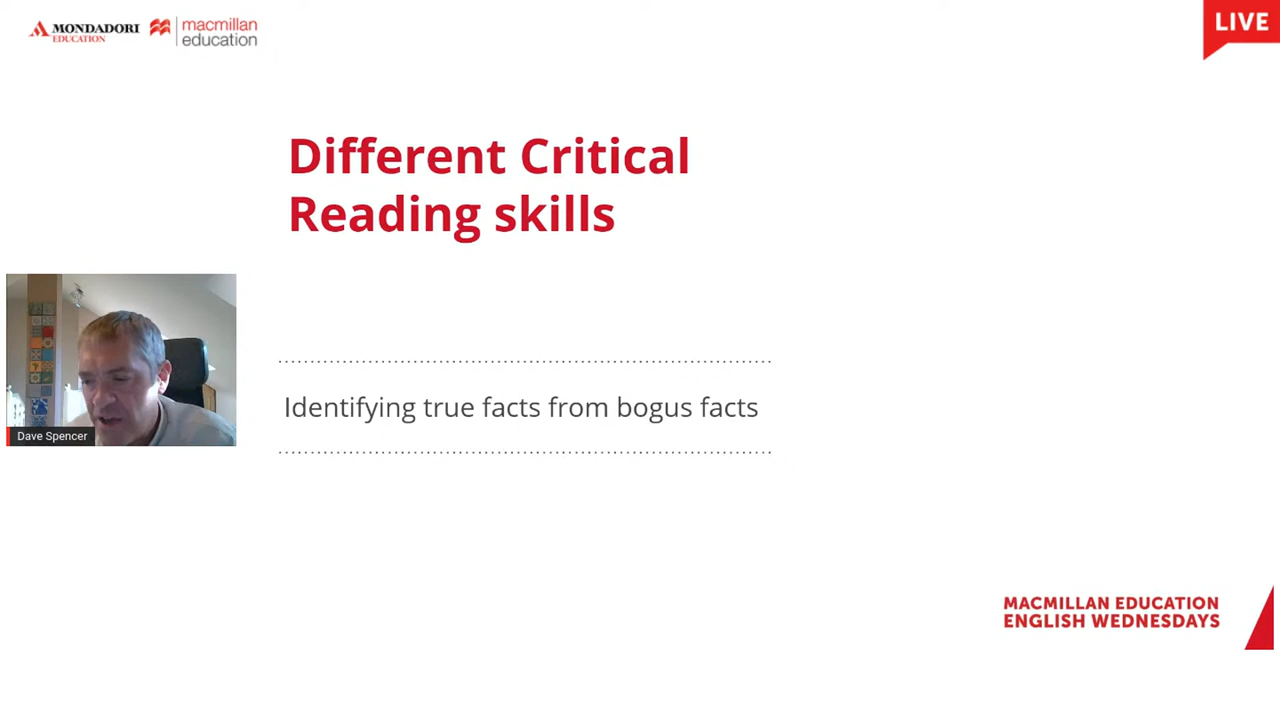 MONDADORI
EDUCATION
macmillan
education
LIVE
Different Critical
Reading skills
Dave Spencer
Identifying true facts from bogus facts
MACMILLAN EDUCATION
ENGLISH WEDNESDAYS